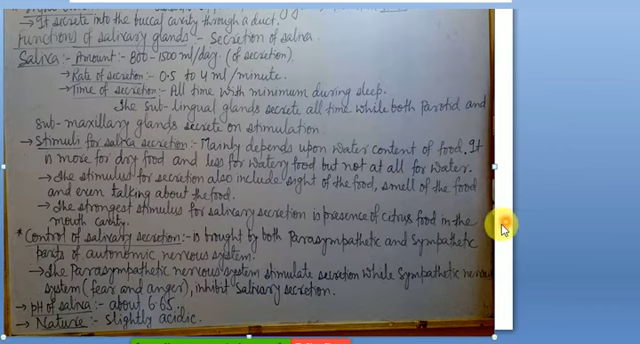 → It secrete into the buccal cavity through a duct.
Functions of salivary glands - Secretion of saliva.
Saliva :- Amount :- 800-1500 ml/day. (of secretion).
→ Rate of secretion :- 0.5 to 4 ml/minute.
→ Time of secretion :- All time with minimum during sleep.
The sub-lingual glands secrete all time while both Parotid and
sub-maxillary glands secrete on stimulation.
→ Stimuli for saliva secretion :- Mainly depends upon water content of food. It
is more for dry food and less for watery food but not at all for water.
→ The stimulus for secretion also include sight of the food, smell of the food
and even talking about the food.
→ The strongest stimulus for salivary secretion is presence of citrus food in the
mouth cavity.
* Control of salivary secretion :- is brought by both Parasympathetic and Sympathetic
parts of autonomic nervous system.
→ The Parasympathetic nervous system stimulate secretion while Sympathetic nervous
system (fear and anger), inhibit salivary secretion.
→ pH of saliva :- about 6.65.
→ Nature :- slightly acidic.